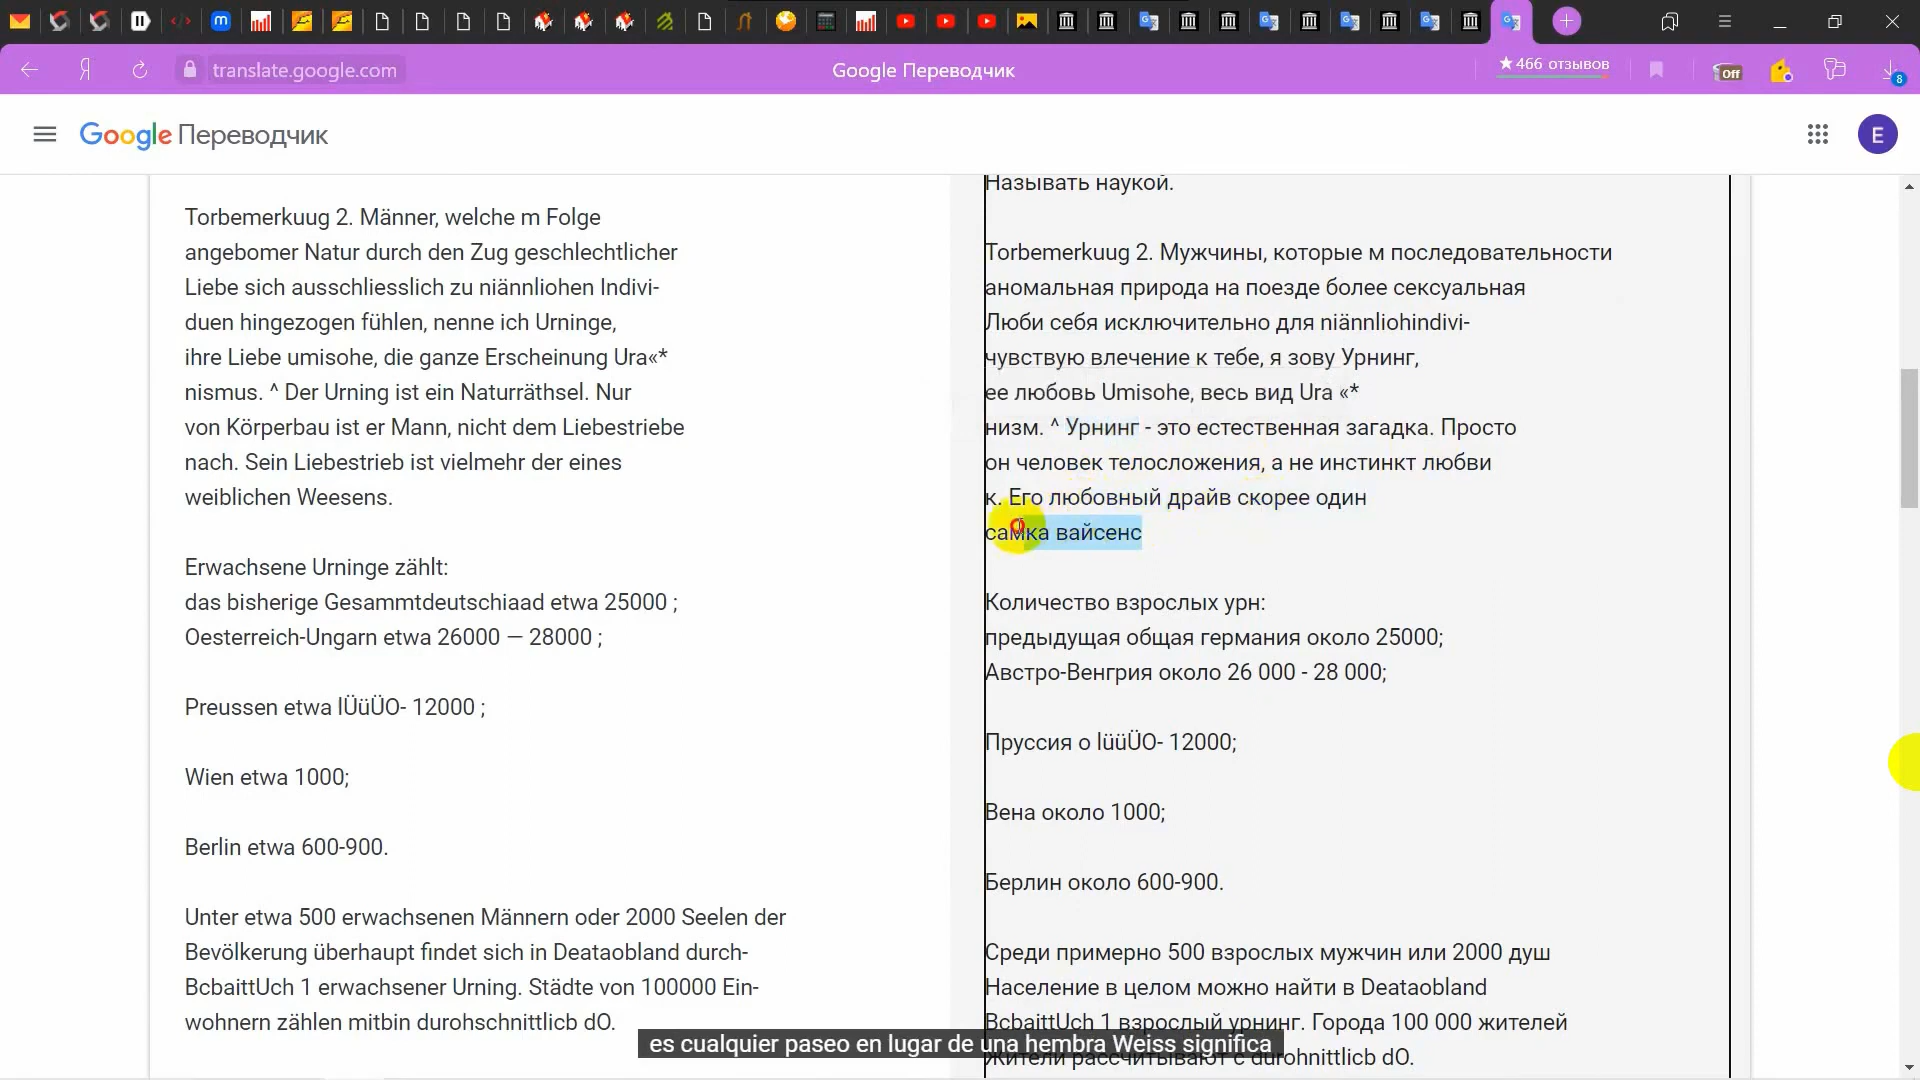 translate.google.com
Google Переводчик
★466 отзывов
Off
8
Google Переводчик
E
Torbemerkuug 2. Männer, welche m Folge
angebomer Natur durch den Zug geschlechtlicher
Liebe sich ausschliesslich zu niännliohen Indivi-
duen hingezogen fühlen, nenne ich Urninge,
ihre Liebe umisohe, die ganze Erscheinung Ura«*
nismus. ^ Der Urning ist ein Naturräthsel. Nur
von Körperbau ist er Mann, nicht dem Liebestriebe
nach. Sein Liebestrieb ist vielmehr der eines
weiblichen Weesens.
Erwachsene Urninge zählt:
das bisherige Gesammtdeutschiaad etwa 25000 ;
Oesterreich-Ungarn etwa 26000 — 28000 ;
Preussen etwa lÜüÜO- 12000 ;
Wien etwa 1000;
Berlin etwa 600-900.
Unter etwa 500 erwachsenen Männern oder 2000 Seelen der
Bevölkerung überhaupt findet sich in Deataobland durch-
BcbaittUch 1 erwachsener Urning. Städte von 100000 Ein-
wohnern zählen mitbin durohschnittlicb dO.
Называть наукой.
Torbemerkuug 2. Мужчины, которые м последовательности
аномальная природа на поезде более сексуальная
Люби себя исключительно для niännliohindivi-
чувствую влечение к тебе, я зову Урнинг,
ее любовь Umisohe, весь вид Ura «*
низм. ^ Урнинг - это естественная загадка. Просто
он человек телосложения, а не инстинкт любви
к. Его любовный драйв скорее один
самка вайсенс
Количество взрослых урн:
предыдущая общая германия около 25000;
Австро-Венгрия около 26 000 - 28 000;
Пруссия о lüüÜO- 12000;
Вена около 1000;
Берлин около 600-900.
Среди примерно 500 взрослых мужчин или 2000 душ
Население в целом можно найти в Deataobland
BcbaittUch 1 взрослый урнинг. Города 100 000 жителей
Жители рассчитывают с durohnittlicb dO.
es cualquier paseo en lugar de una hembra Weiss significa